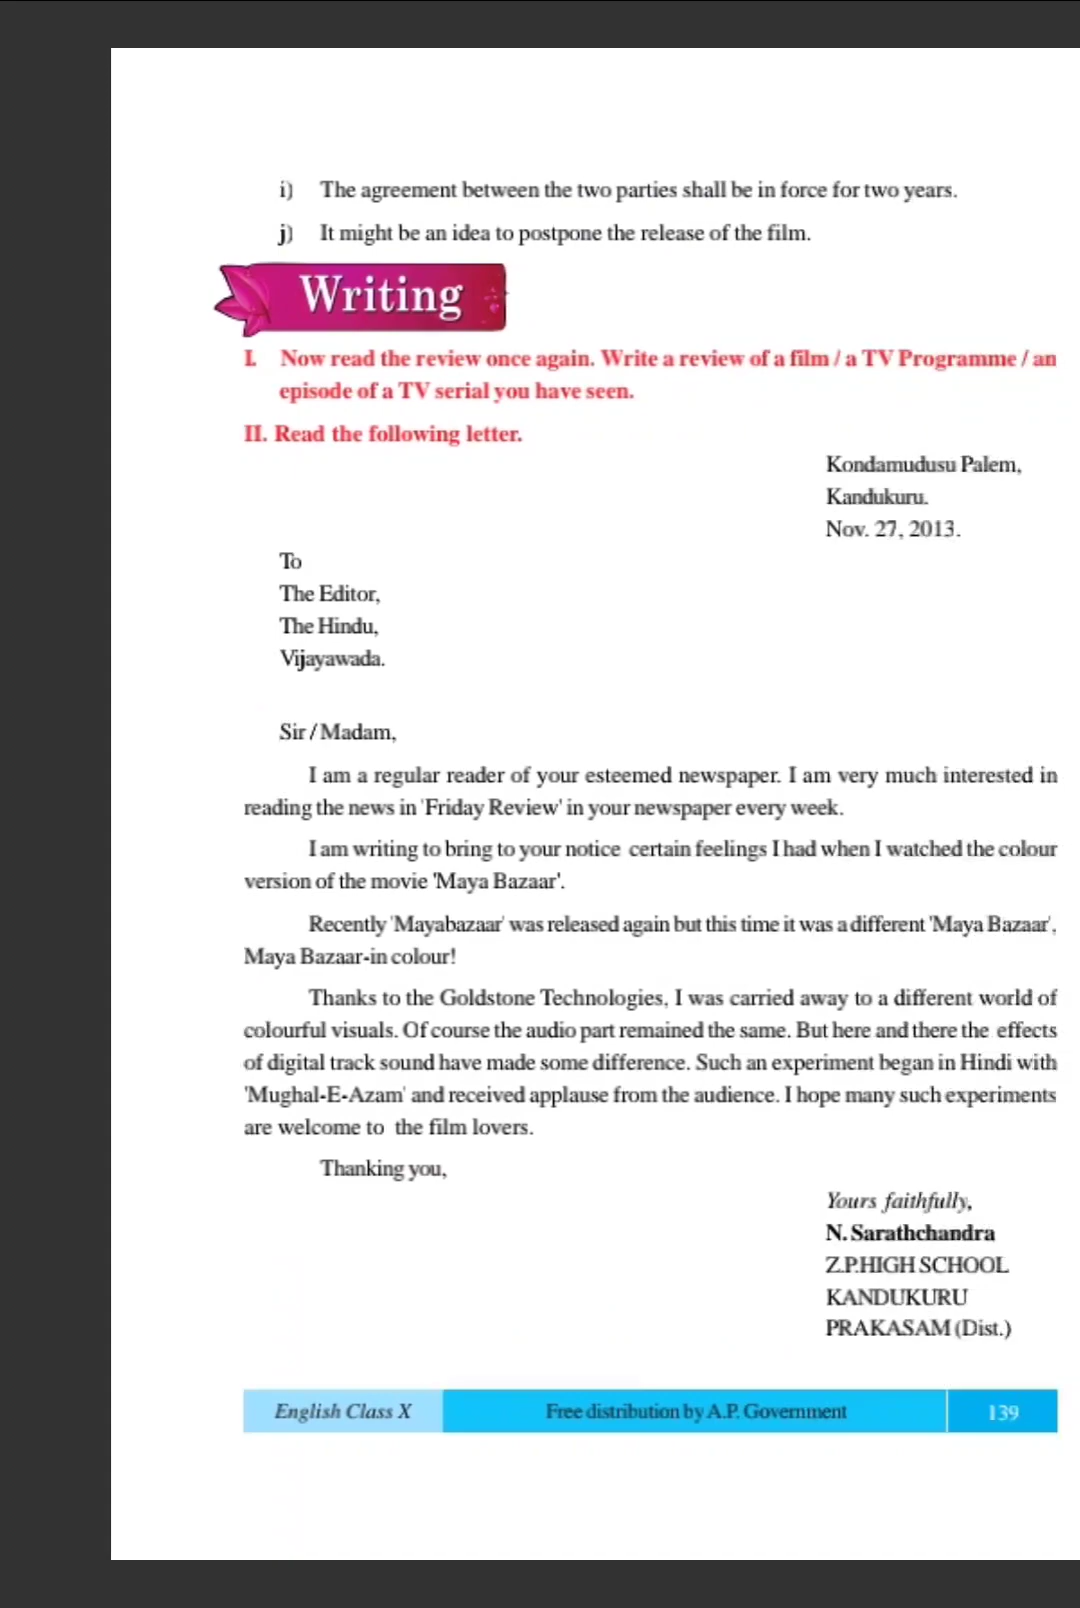 i) The agreement between the two parties shall be in force for two years.
j) It might be an idea to postpone the release of the film.
Writing
I. Now read the review once again. Write a review of a film / a TV Programme / an
episode of a TV serial you have seen.
II. Read the following letter.
Kondamudusu Palem,
Kandukuru.
Nov. 27, 2013.
To
The Editor,
The Hindu,
Vijayawada.
Sir / Madam,
I am a regular reader of your esteemed newspaper. I am very much interested in
reading the news in 'Friday Review' in your newspaper every week.
I am writing to bring to your notice certain feelings I had when I watched the colour
version of the movie 'Maya Bazaar'.
Recently 'Mayabazaar' was released again but this time it was a different 'Maya Bazaar',
Maya Bazaar-in colour!
Thanks to the Goldstone Technologies, I was carried away to a different world of
colourful visuals. Of course the audio part remained the same. But here and there the effects
of digital track sound have made some difference. Such an experiment began in Hindi with
'Mughal-E-Azam' and received applause from the audience. I hope many such experiments
are welcome to the film lovers.
Thanking you,
Yours faithfully,
N. Sarathchandra
Z.P.HIGH SCHOOL
KANDUKURU
PRAKASAM (Dist.)
English Class X Free distribution by A.P. Government 139